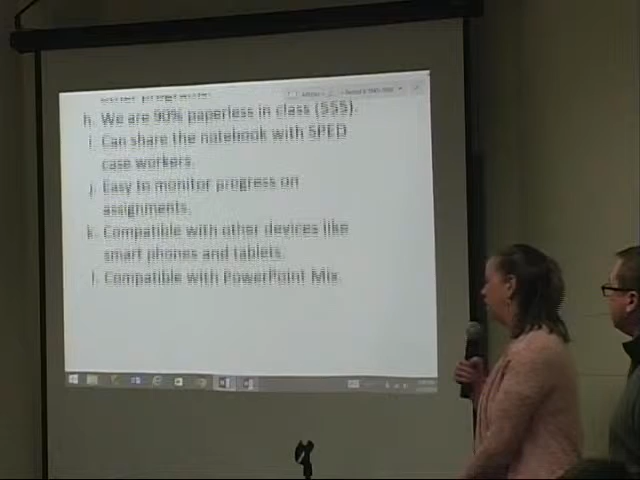 h. We are 90% paperless in class (555).
i. Can share the notebook with SPED
case workers.
j. Easy to monitor progress on
assignments.
k. Compatible with other devices like
smart phones and tablets.
l. Compatible with PowerPoint Mix.